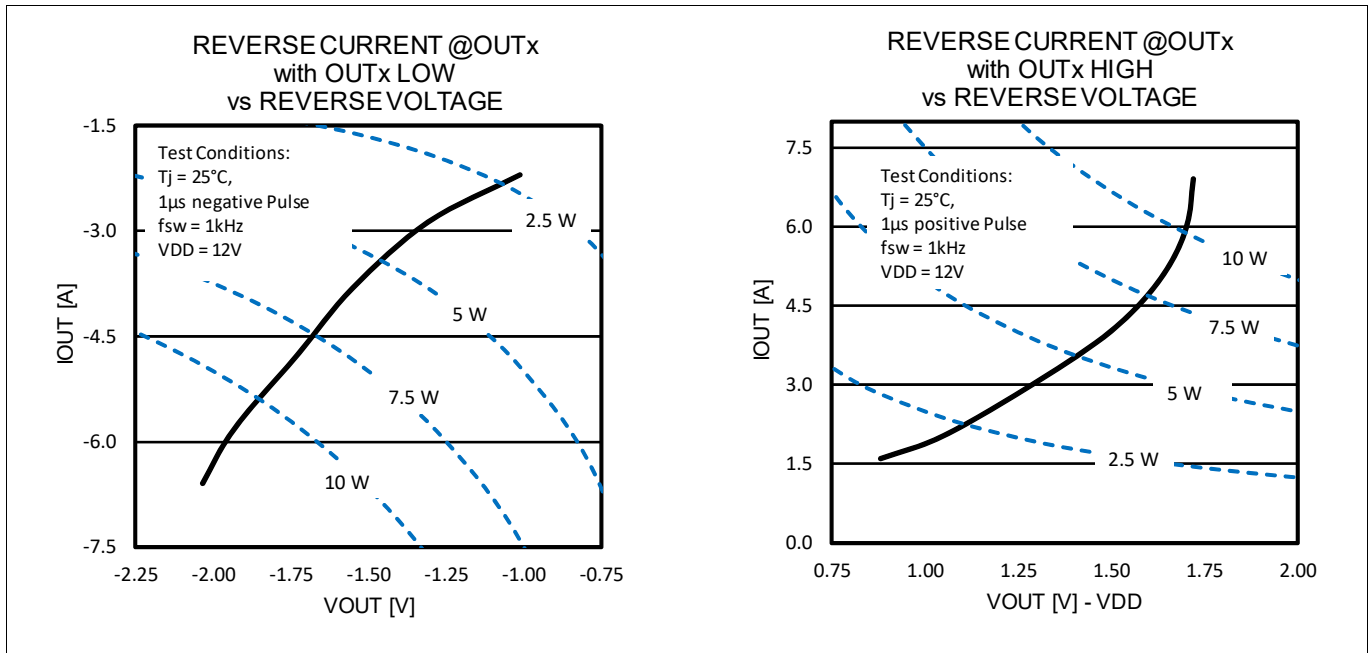 REVERSE CURRENT @OUTx
with OUTx LOW
vs REVERSE VOLTAGE
-1.5
-3.0
-4.5
-6.0
-7.5
IOUT [A]
Test Conditions:
Tj = 25°C,
1µs negative Pulse
fsw = 1kHz
VDD = 12V
2.5 W
5 W
7.5 W
10 W
-2.25 -2.00 -1.75 -1.50 -1.25 -1.00 -0.75
VOUT [V]
REVERSE CURRENT @OUTx
with OUTx HIGH
vs REVERSE VOLTAGE
7.5
6.0
4.5
3.0
1.5
0.0
IOUT [A]
Test Conditions:
Tj = 25°C,
1µs positive Pulse
fsw = 1kHz
VDD = 12V
10 W
7.5 W
5 W
2.5 W
0.75 1.00 1.25 1.50 1.75 2.00
VOUT [V] - VDD